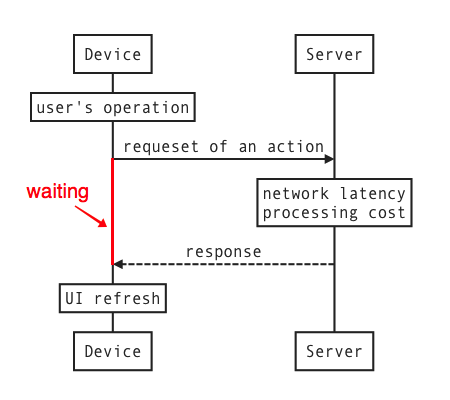 Device
Server
user's operation
requeset of an action
waiting
network latency
processing cost
response
UI refresh
Device
Server